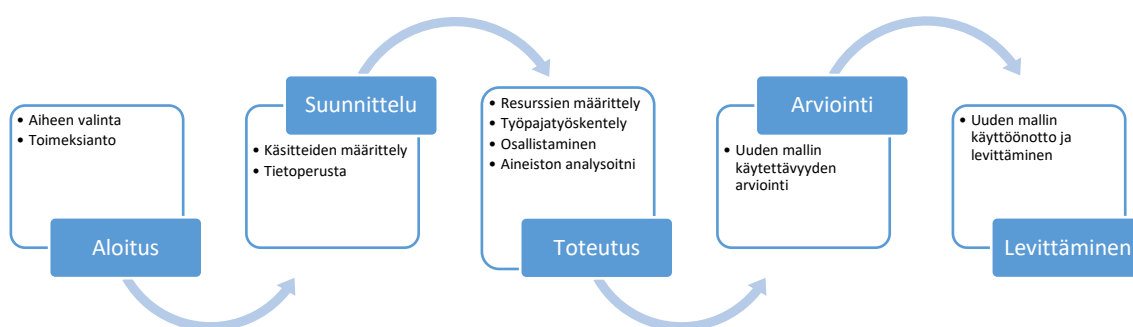 • Aiheen valinta
• Toimeksianto
Aloitus
Suunnittelu
• Käsitteiden määrittely
• Tietoperusta
• Resurssien määrittely
• Työpajatyöskentely
• Osallistaminen
• Aineiston analysoitni
Toteutus
Arviointi
• Uuden mallin
käytettävyyden
arviointi
• Uuden mallin
käyttöönotto ja
levittäminen
Levittäminen